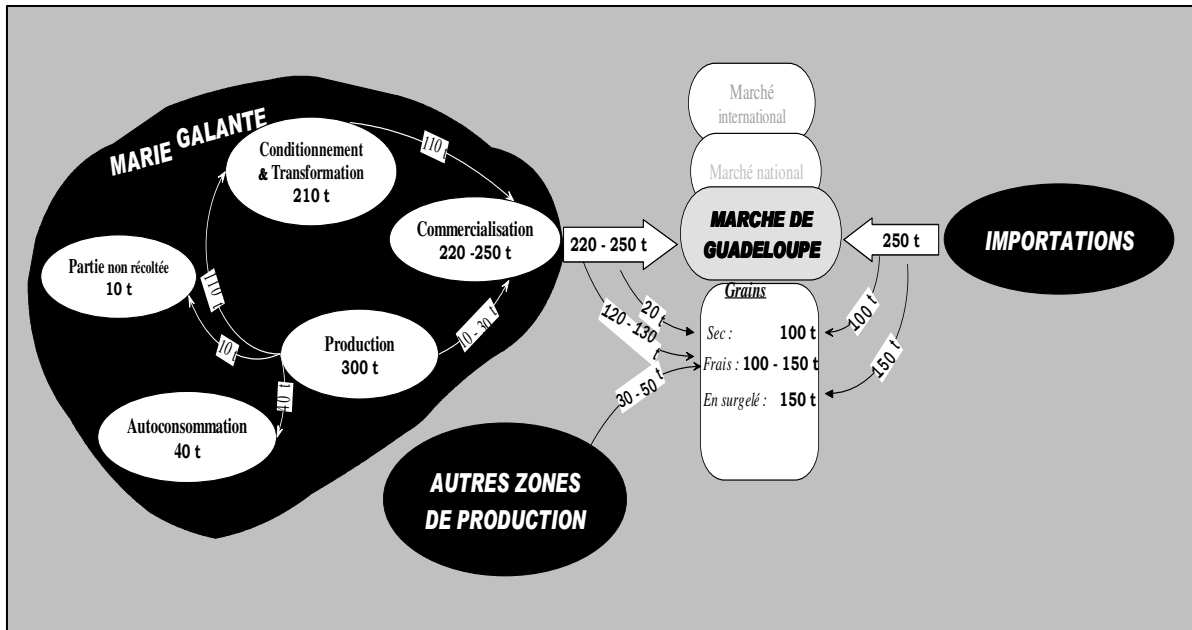 MARIE GALANTE
Conditionnement
& Transformation
210 t
110 t
Commercialisation
220 -250 t
Partie non récoltée
10 t
110 t
10 t
10 - 30 t
Production
300 t
40 t
Autoconsommation
40 t
220 - 250 t
Marché
international
Marché national
MARCHE DE
GUADELOUPE
250 t
IMPORTATIONS
Grains
Sec : 100 t
Frais : 100 - 150 t
En surgelé : 150 t
20 t
120 - 130 t
30 - 50 t
100 t
150 t
AUTRES ZONES
DE PRODUCTION